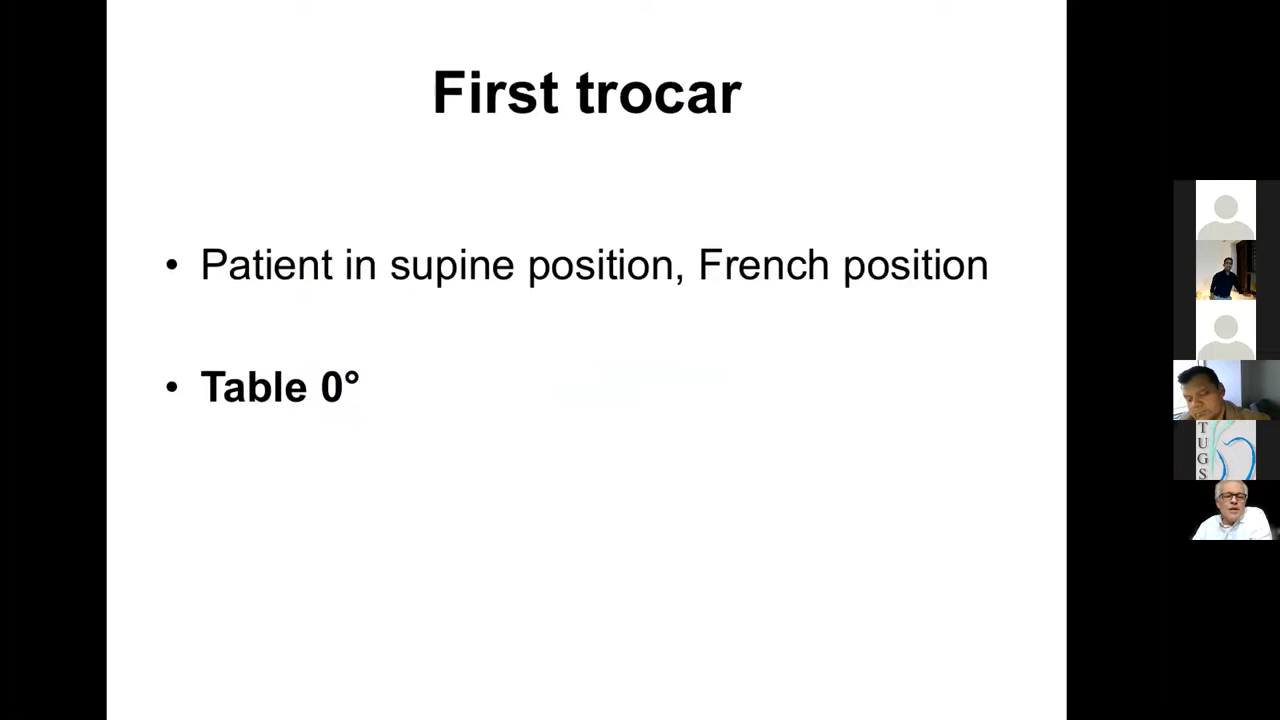 First trocar
• Patient in supine position, French position
• Table 0°
T
U
G
S